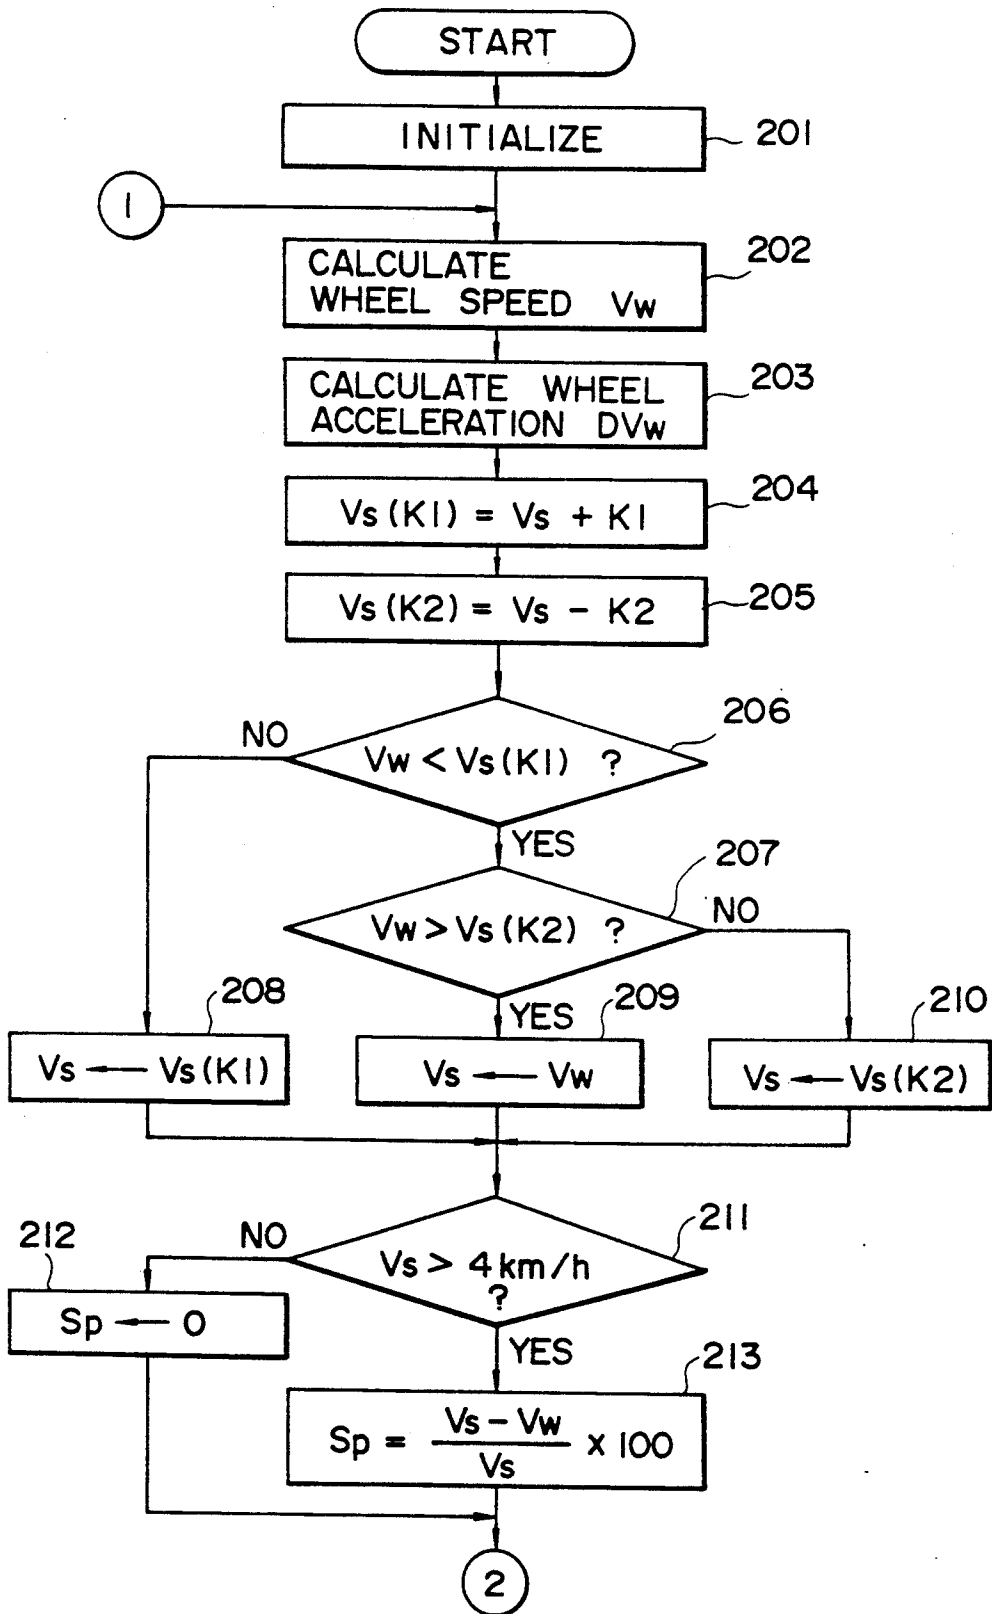 START
INITIALIZE
201
1
CALCULATE
WHEEL SPEED Vw
202
CALCULATE WHEEL
ACCELERATION DVw
203
Vs(K1) = Vs + K1
204
Vs(K2) = Vs - K2
205
206
NO
Vw < Vs(K1) ?
YES
207
Vw > Vs(K2) ?
NO
YES
208
209
210
Vs ← Vs(K1)
Vs ← Vw
Vs ← Vs(K2)
211
212
NO
Vs > 4km/h
?
Sp ← 0
YES
213
Sp = Vs - Vw / Vs × 100
2